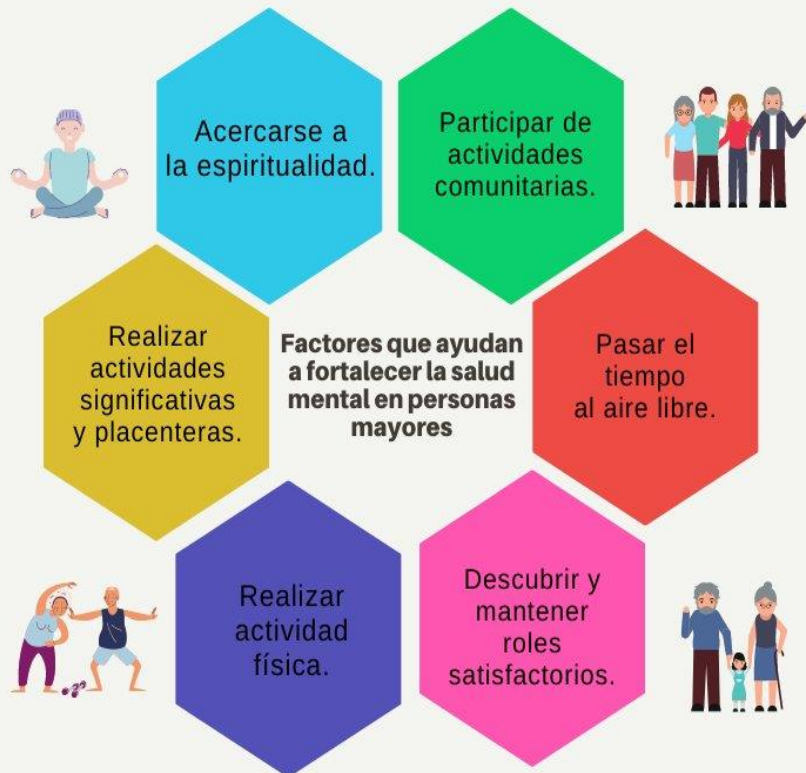 Acercarse a
la espiritualidad.
Participar de
actividades
comunitarias.
Realizar
actividades
significativas
y placenteras.
Factores que ayudan
a fortalecer la salud
mental en personas
mayores
Pasar el
tiempo
al aire libre.
Realizar
actividad
física.
Descubrir y
mantener
roles
satisfactorios.